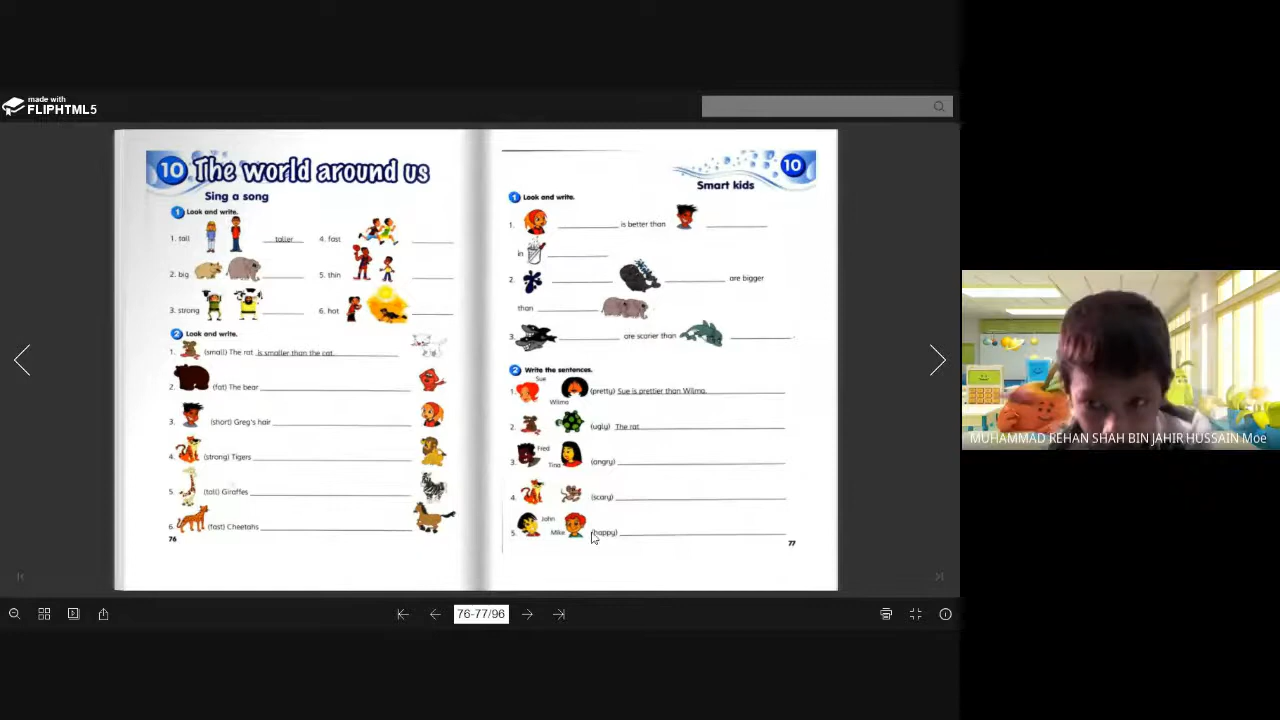 made with
FLIPHTML5
10 The world around us
Sing a song
1 Look and write.
1. tall taller 4. fast
2. big 5. thin
3. strong 6. hot
2 Look and write.
1. (small) The rat is smaller than the cat.
2. (fat) The bear
3. (short) Greg's hair
4. (strong) Tigers
5. (tall) Giraffes
6. (fast) Cheetahs
76
10
Smart kids
1 Look and write.
1. is better than
in
2. are bigger
than
3. are scarier than .
2 Write the sentences.
Sue
1. (pretty) Sue is prettier than Wilma.
Wilma
2. (ugly) The rat
Fred
3. (angry)
Tina
4. (scary)
John
5. Mike (happy)
77
76-77/96
MUHAMMAD REHAN SHAH BIN JAHIR HUSSAIN Moe